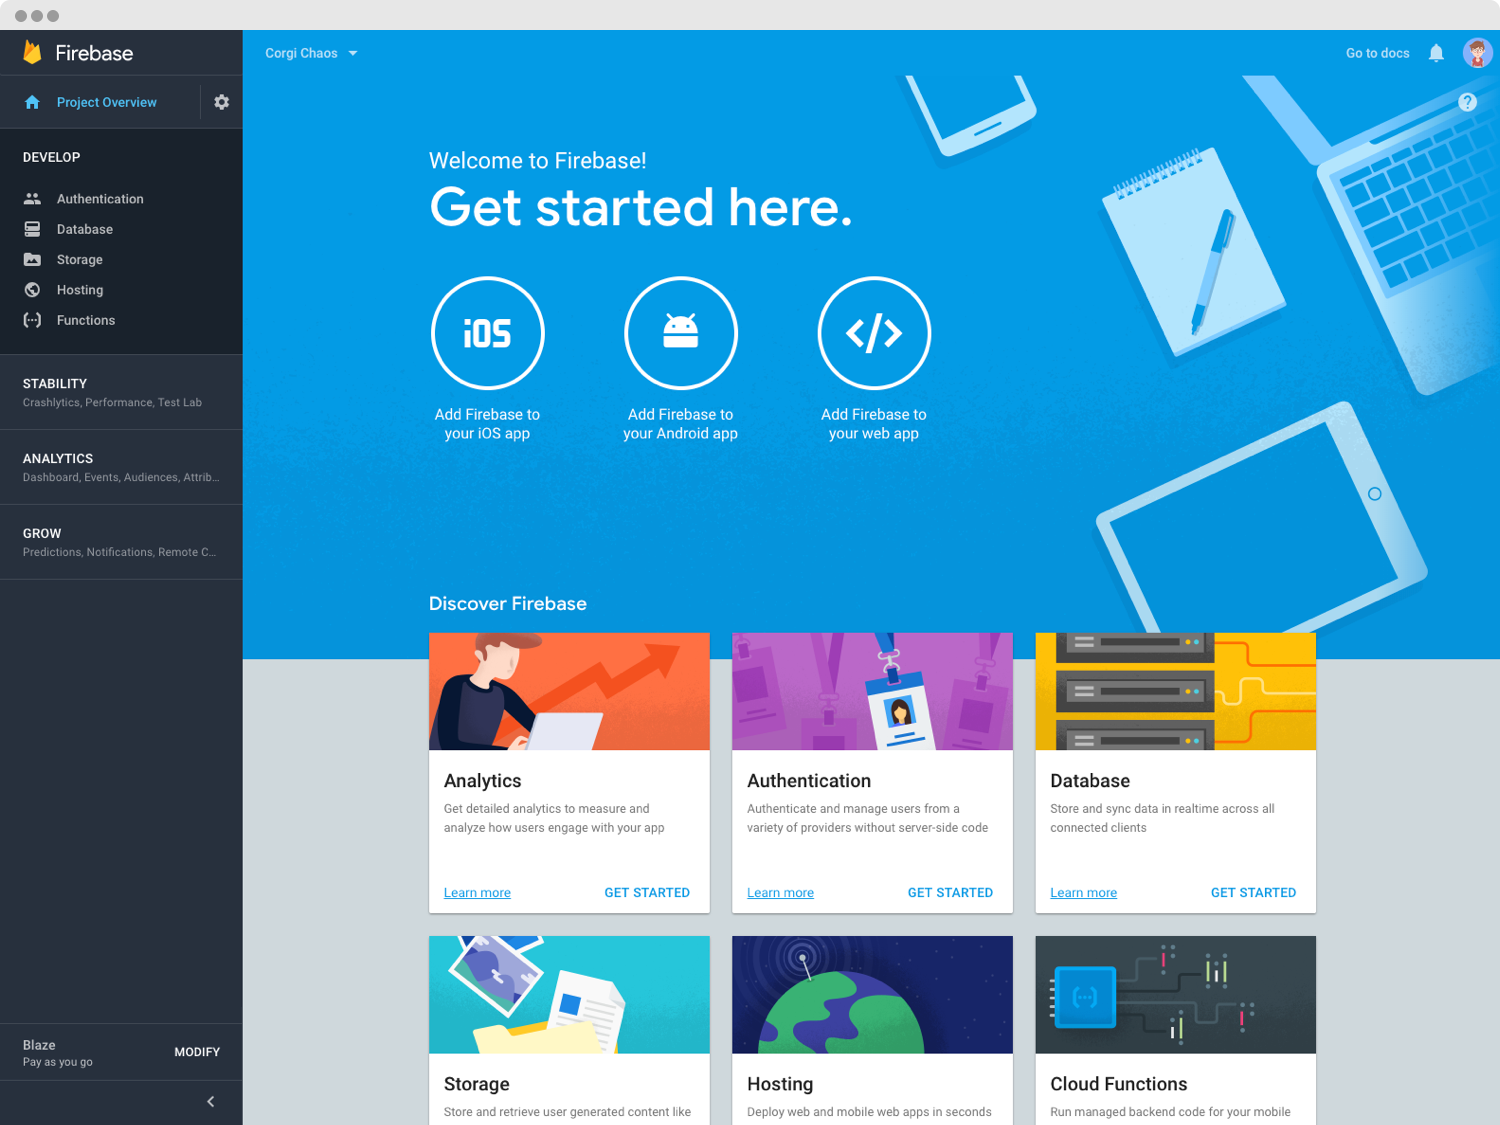 Firebase
Corgi Chaos
Go to docs
Project Overview
DEVELOP
Authentication
Database
Storage
Hosting
Functions
STABILITY
Crashlytics, Performance, Test Lab
ANALYTICS
Dashboard, Events, Audiences, Attrib...
GROW
Predictions, Notifications, Remote C...
Blaze
Pay as you go
MODIFY
Welcome to Firebase!
Get started here.
iOS
Add Firebase to
your iOS app
Add Firebase to
your Android app
</>
Add Firebase to
your web app
Discover Firebase
Analytics
Get detailed analytics to measure and
analyze how users engage with your app
Learn more
GET STARTED
Authentication
Authenticate and manage users from a
variety of providers without server-side code
Learn more
GET STARTED
Database
Store and sync data in realtime across all
connected clients
Learn more
GET STARTED
Storage
Store and retrieve user generated content like
Hosting
Deploy web and mobile web apps in seconds
Cloud Functions
Run managed backend code for your mobile